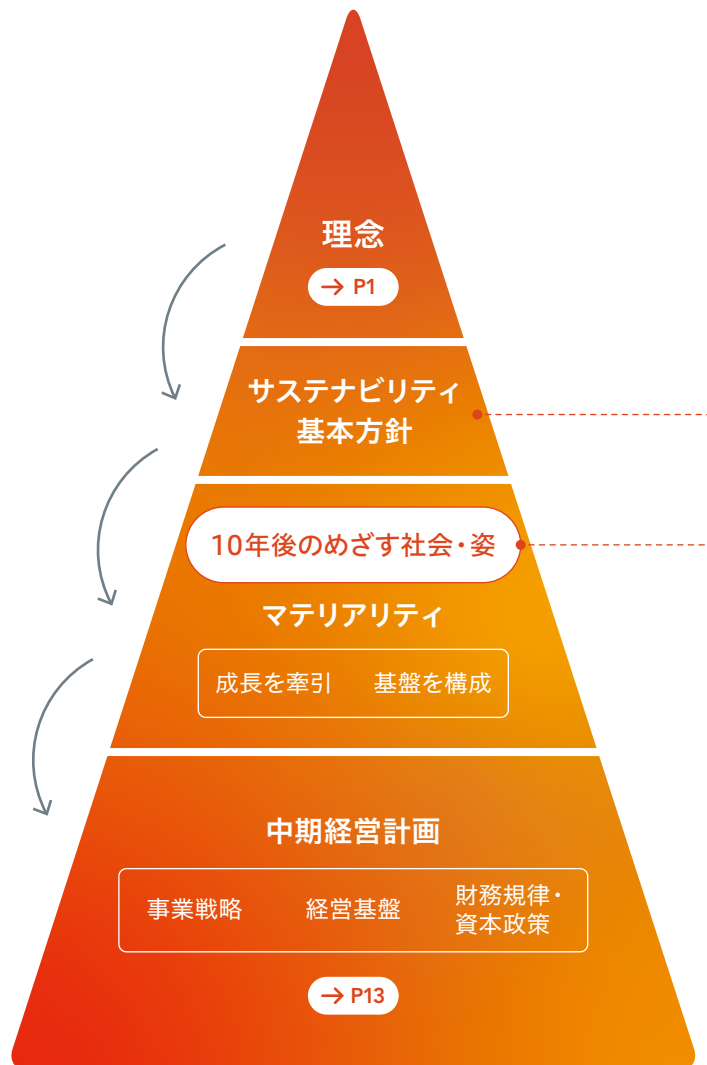 理念
→ P1
サステナビリティ
基本方針
10年後のめざす社会・姿
マテリアリティ
成長を牽引 基盤を構成
中期経営計画
事業戦略 経営基盤 財務規律・
資本政策
→ P13